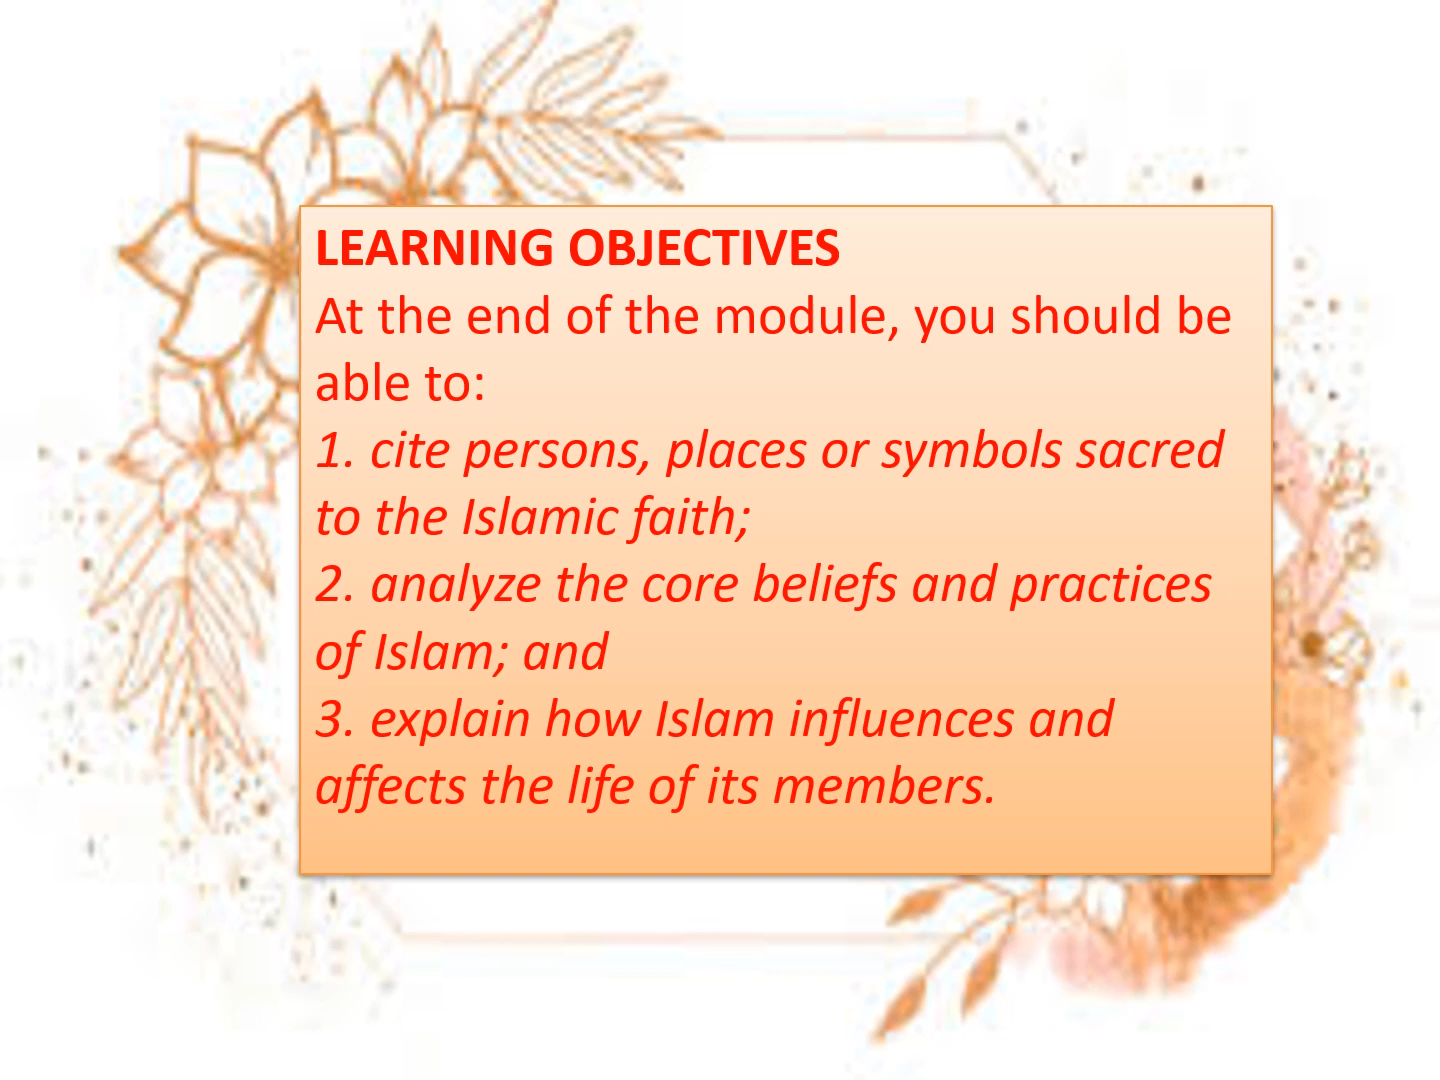 LEARNING OBJECTIVES
At the end of the module, you should be
able to:
1. cite persons, places or symbols sacred
to the Islamic faith;
2. analyze the core beliefs and practices
of Islam; and
3. explain how Islam influences and
affects the life of its members.